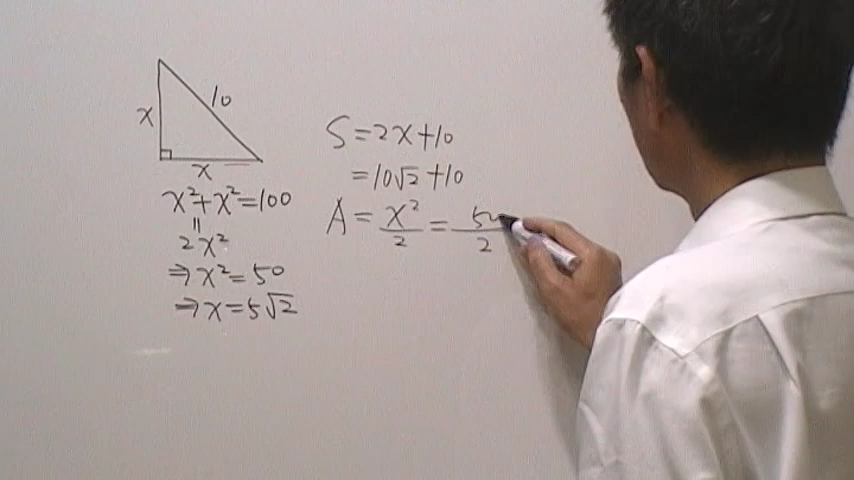 x
10
x
x²+x²=100
=
2x²
⇒x²=50
⇒x=5√2
S=2x+10
=10√2+10
A=x²/2=50/2